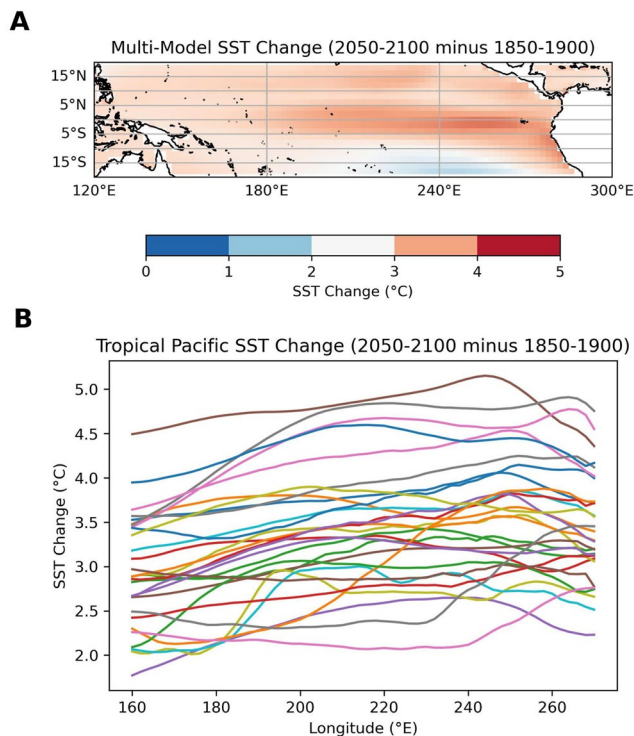 A
Multi-Model SST Change (2050-2100 minus 1850-1900)
15°N
5°N
5°S
15°S
120°E 180°E 240°E 300°E
0 1 2 3 4 5
SST Change (°C)
B
Tropical Pacific SST Change (2050-2100 minus 1850-1900)
5.0
4.5
4.0
3.5
3.0
2.5
2.0
SST Change (°C)
160 180 200 220 240 260
Longitude (°E)